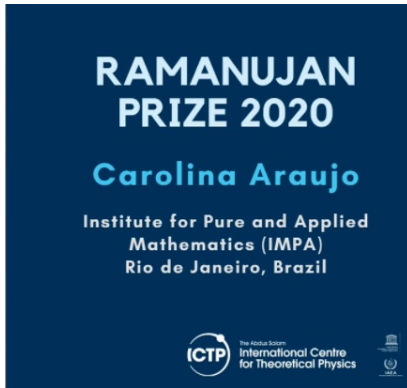 RAMANUJAN
PRIZE 2020
Carolina Araujo
Institute for Pure and Applied
Mathematics (IMPA)
Rio de Janeiro, Brazil
ICTP
The Abdus Salam
International Centre
for Theoretical Physics
IAEA